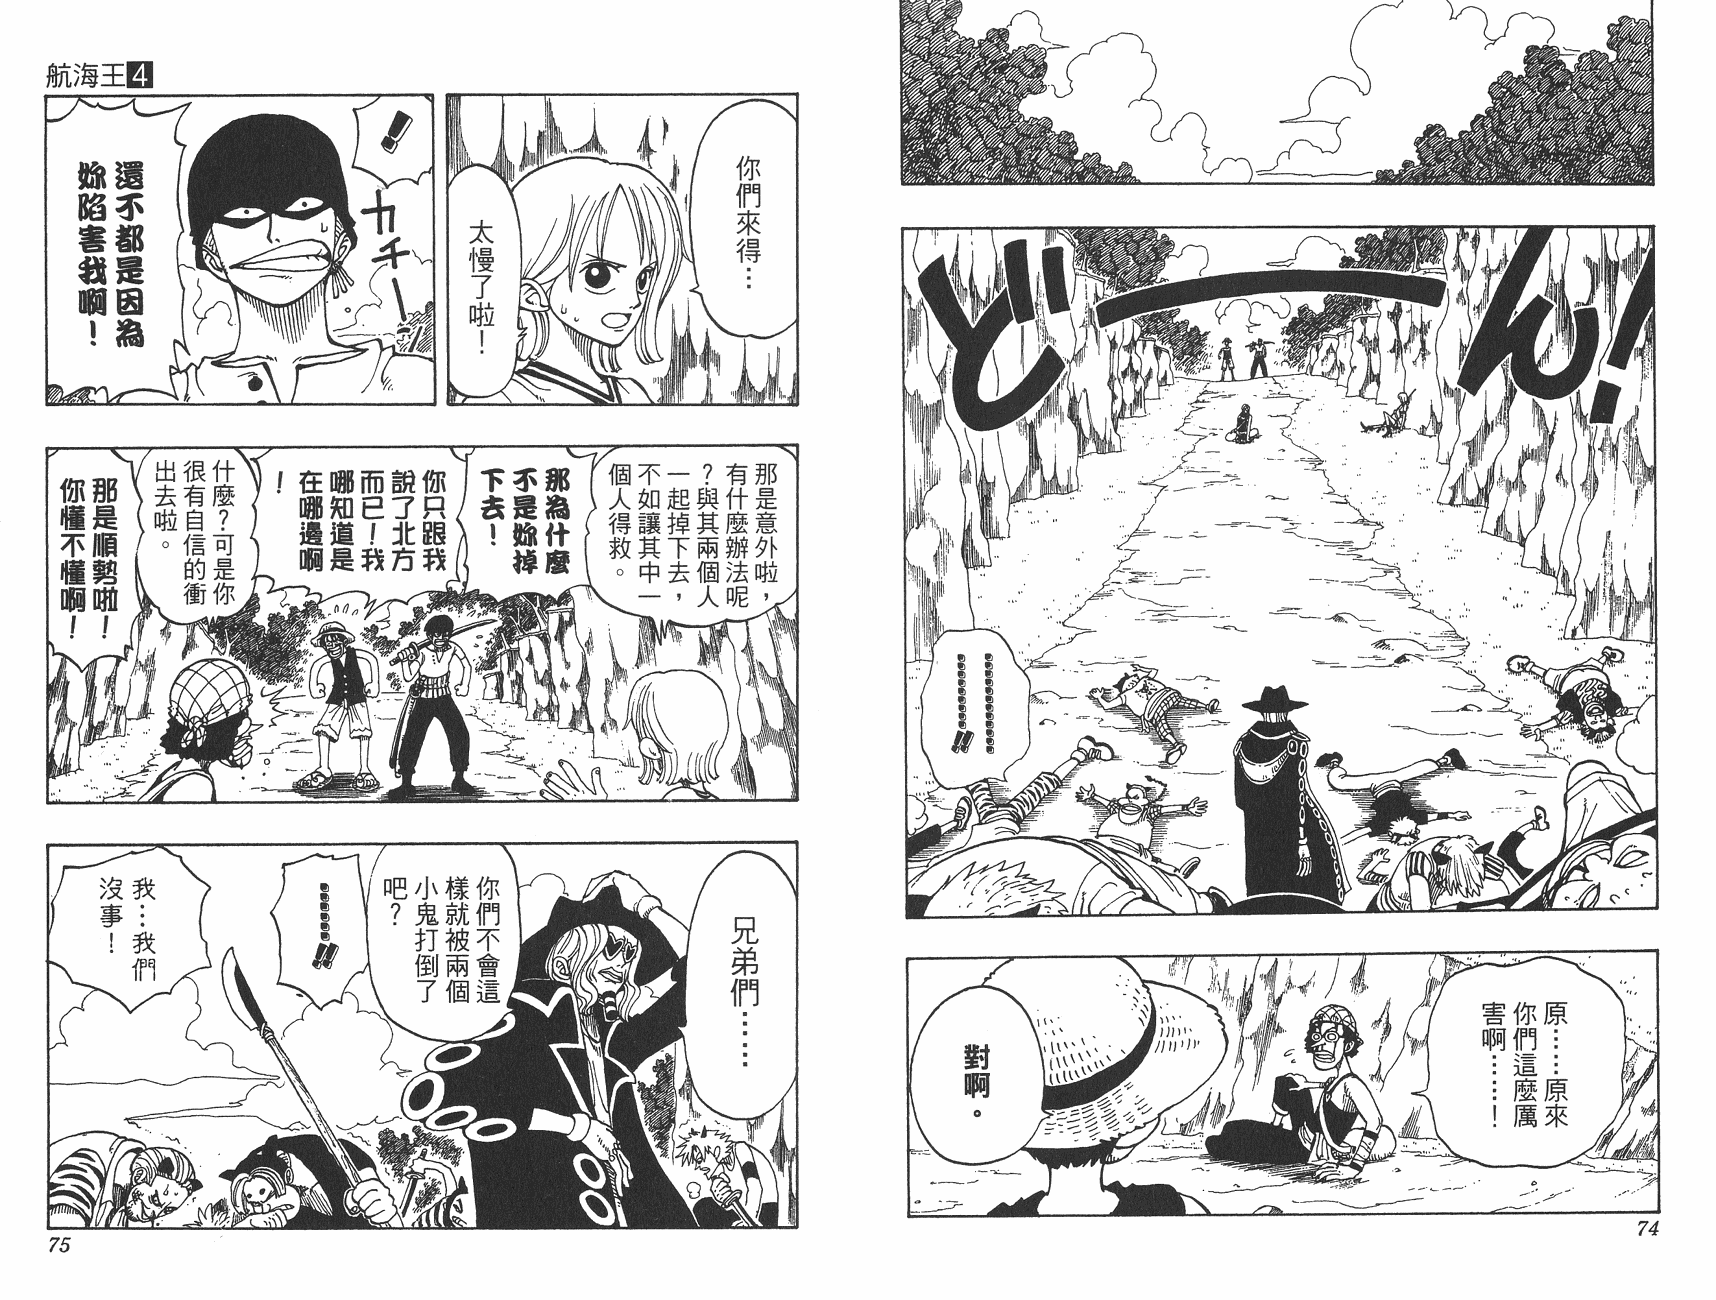 ドーン!
………………!!
原……原來
你們這麼厲
害啊……!
對啊。
74
航海王4
你們來得…
太慢了啦!
!
カチー
還不都是因為
妳陷害我啊!
那是意外啦,
有什麼辦法呢
?與其兩個人
一起掉下去,
不如讓其中一
個人得救。
那為什麼
不是妳掉
下去!
你只跟我
說了北方
而已!我
哪知道是
在哪邊啊
!
什麼?可是你
很有自信的衝
出去啦。
那是順勢啦!
你懂不懂啊!
兄弟們……
你們不會這
樣就被兩個
小鬼打倒了
吧?
………!!
我…我們
沒事!
75